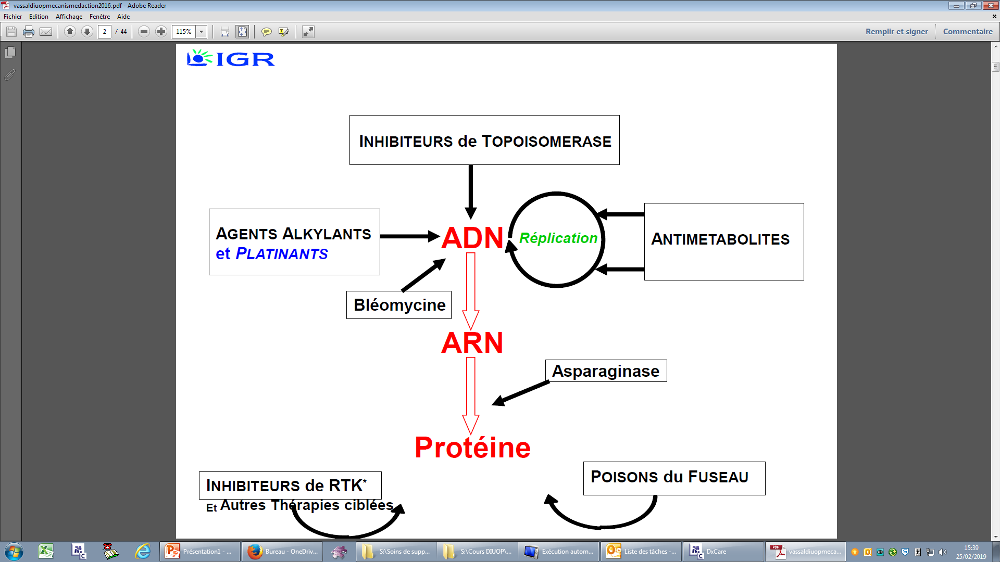 vassaldiuopmecanismedaction2016.pdf - Adobe Reader
Fichier Edition Affichage Fenêtre Aide
2 / 44 115% Remplir et signer Commentaire
IGR
INHIBITEURS de TOPOISOMERASE
AGENTS ALKYLANTS
et PLATINANTS
ADN
Réplication
ANTIMETABOLITES
Bléomycine
ARN
Asparaginase
Protéine
INHIBITEURS de RTK*
Et Autres Thérapies ciblées
POISONS du FUSEAU
Présentation1 - ... Bureau - OneDriv... S:\Soins de supp... S:\Cours DIUOP\... Exécution autom... Liste des tâches -... DxCare vassaldiuopmeca...
15:39
25/02/2019